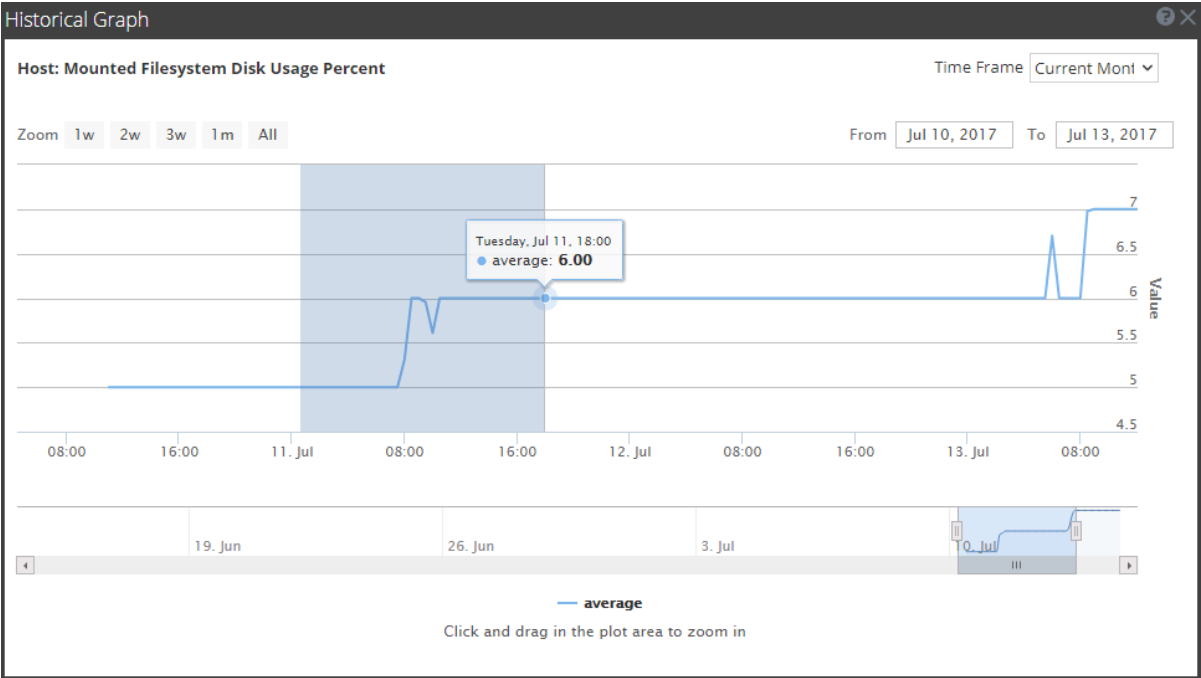 Historical Graph
Host: Mounted Filesystem Disk Usage Percent
Time Frame Current Mont
Zoom 1w 2w 3w 1m All
From Jul 10, 2017 To Jul 13, 2017
7
6.5
6
5.5
5
4.5
Value
Tuesday, Jul 11, 18:00
average: 6.00
08:00 16:00 11. Jul 08:00 16:00 12. Jul 08:00 16:00 13. Jul 08:00
19. Jun 26. Jun 3. Jul 10. Jul
average
Click and drag in the plot area to zoom in